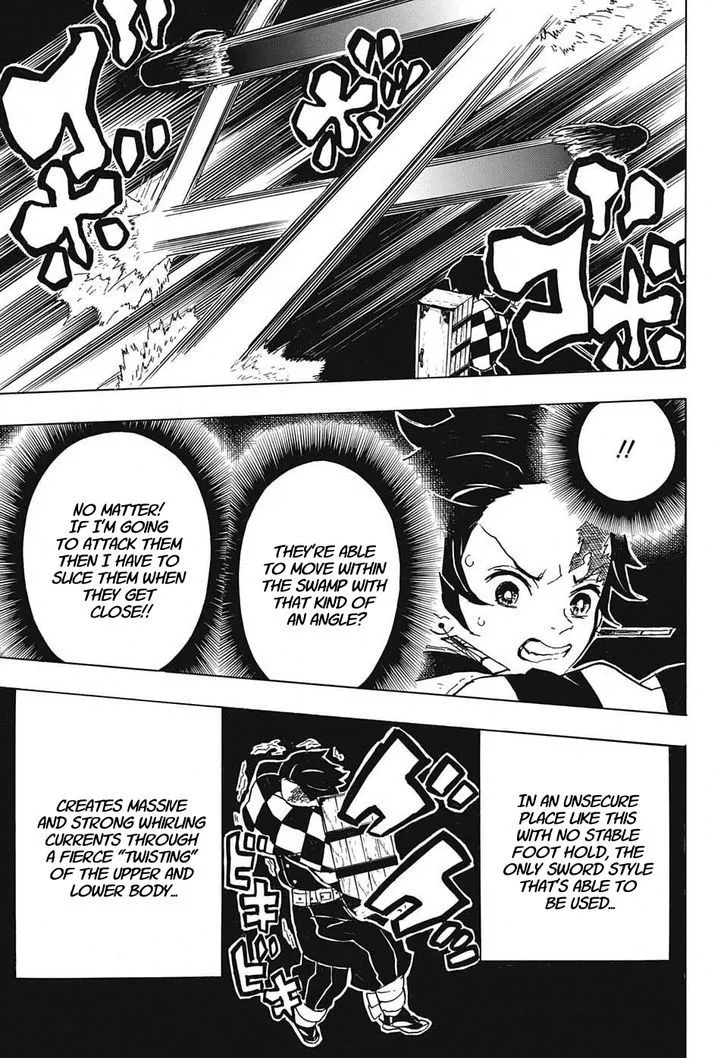 !!
THEY'RE ABLE
TO MOVE WITHIN
THE SWAMP WITH
THAT KIND OF
AN ANGLE?
NO MATTER!
IF I'M GOING
TO ATTACK THEM
THEN I HAVE TO
SLICE THEM WHEN
THEY GET
CLOSE!!
IN AN UNSECURE
PLACE LIKE THIS
WITH NO STABLE
FOOT HOLD, THE
ONLY SWORD STYLE
THAT'S ABLE TO
BE USED...
CREATES MASSIVE
AND STRONG WHIRLING
CURRENTS THROUGH
A FIERCE "TWISTING"
OF THE UPPER AND
LOWER BODY...